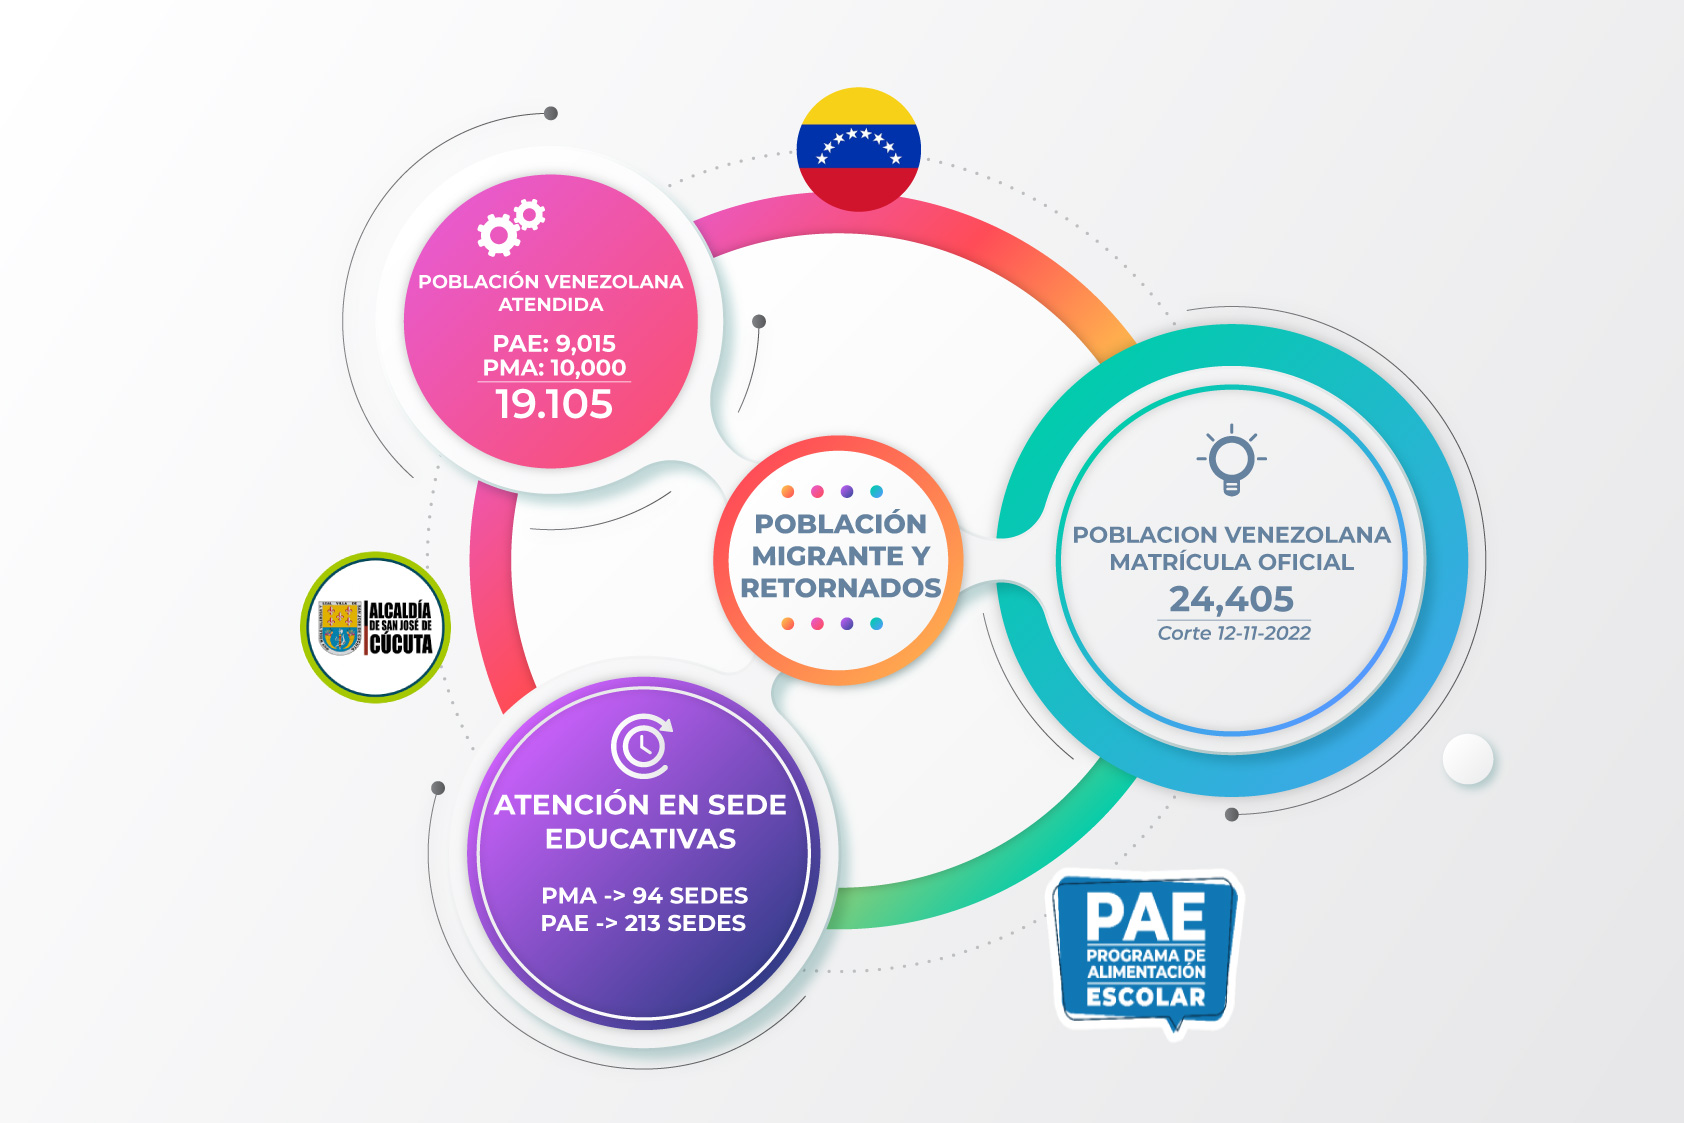 POBLACIÓN VENEZOLANA
ATENDIDA
PAE: 9,015
PMA: 10,000
19.105
POBLACIÓN
MIGRANTE Y
RETORNADOS
POBLACION VENEZOLANA
MATRÍCULA OFICIAL
24,405
Corte 12-11-2022
ALCALDÍA
DE SAN JOSÉ DE
CÚCUTA
ATENCIÓN EN SEDE
EDUCATIVAS
PMA -> 94 SEDES
PAE -> 213 SEDES
PAE
PROGRAMA DE
ALIMENTACIÓN
ESCOLAR